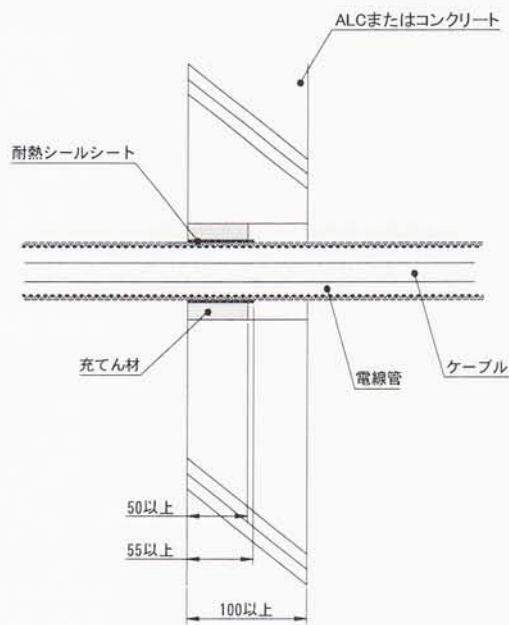 ALCまたはコンクリート
耐熱シールシート
充てん材
電線管
ケーブル
50以上
55以上
100以上